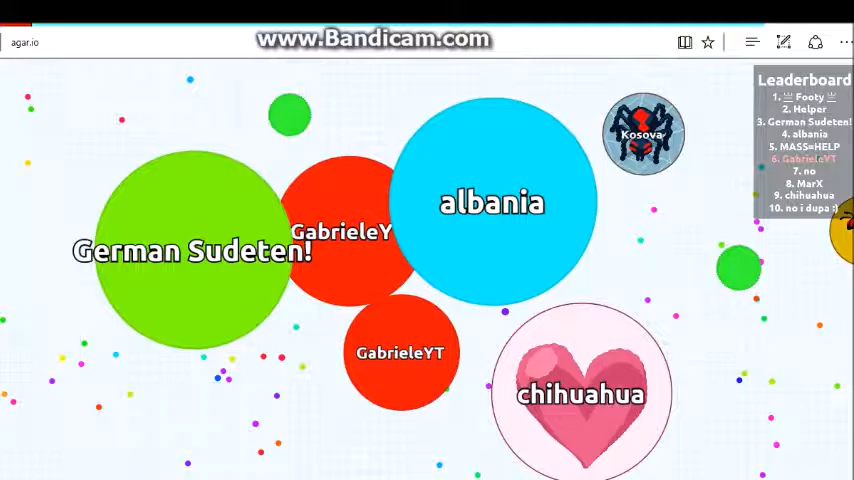 www.Bandicam.com
agar.io
Leaderboard
1. Footy
2. Helper
3. German Sudeten!
4. albania
5. MASS=HELP
6. GabrieleYT
7. no
8. MarX
9. chihuahua
10. no i dupa :)
Kosova
albania
GabrieleY
German Sudeten!
GabrieleYT
chihuahua